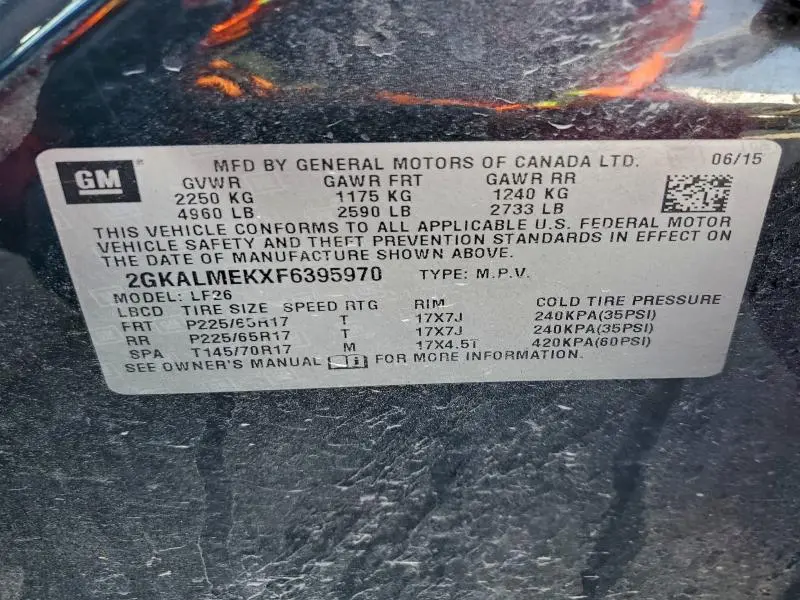 GM
MFD BY GENERAL MOTORS OF CANADA LTD. 06/15
GVWR GAWR FRT GAWR RR
2250 KG 1175 KG 1240 KG
4960 LB 2590 LB 2733 LB
THIS VEHICLE CONFORMS TO ALL APPLICABLE U.S. FEDERAL MOTOR
VEHICLE SAFETY AND THEFT PREVENTION STANDARDS IN EFFECT ON
THE DATE OF MANUFACTURE SHOWN ABOVE.
2GKALMEKXF6395970 TYPE: M.P.V.
MODEL: LF26
LBCD TIRE SIZE SPEED RTG RIM COLD TIRE PRESSURE
FRT P225/65R17 T 17X7J 240KPA(35PSI)
RR P225/65R17 T 17X7J 240KPA(35PSI)
SPA T145/70R17 M 17X4.5T 420KPA(60PSI)
SEE OWNER'S MANUAL FOR MORE INFORMATION.